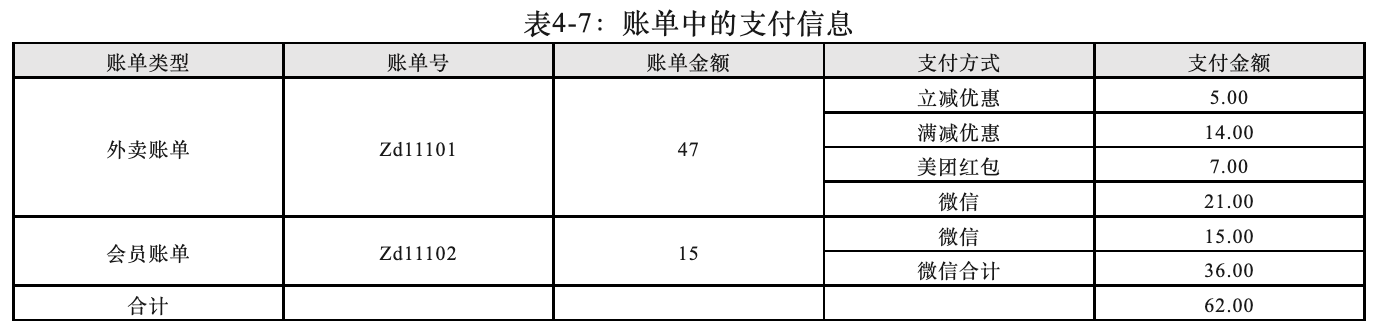 表4-7：账单中的支付信息
账单类型 账单号 账单金额 支付方式 支付金额
立减优惠 5.00
满减优惠 14.00
外卖账单 Zd11101 47
美团红包 7.00
微信 21.00
微信 15.00
会员账单 Zd11102 15
微信合计 36.00
合计 62.00